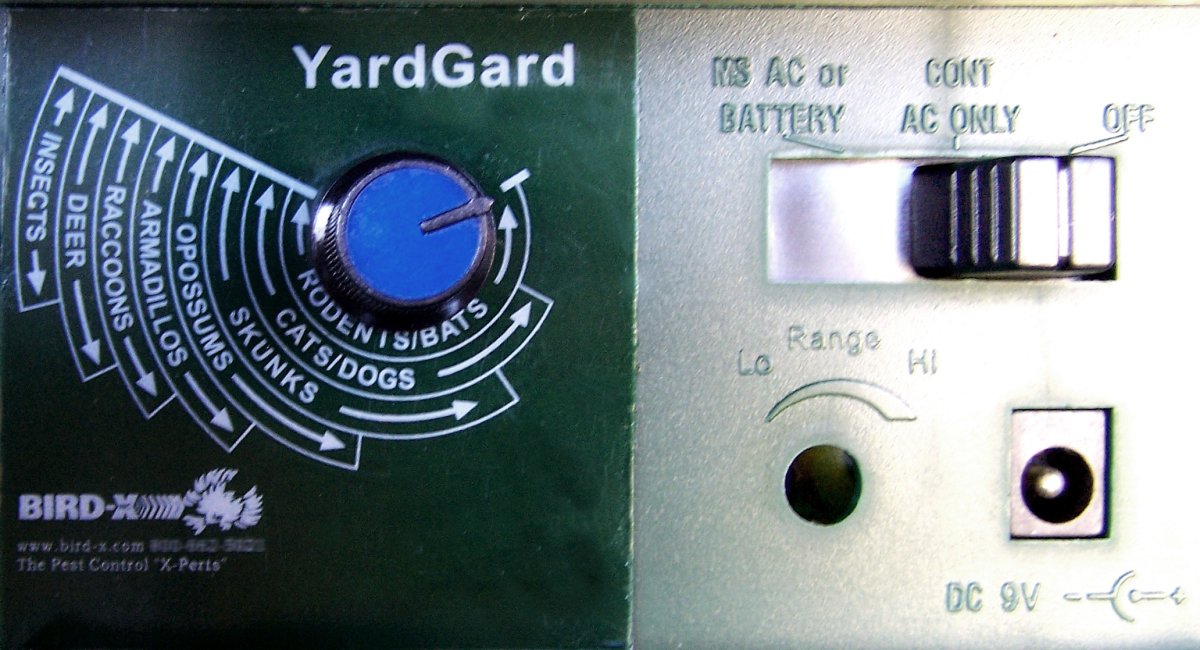 YardGard
INSECTS
DEER
RACCOONS
ARMADILLOS
OPOSSUMS
SKUNKS
CATS/DOGS
RODENTS/BATS
BIRD-X
www.bird-x.com
The Pest Control "X-Perts"
MS AC or
BATTERY
CONT
AC ONLY
OFF
Range
Lo
Hi
DC 9V